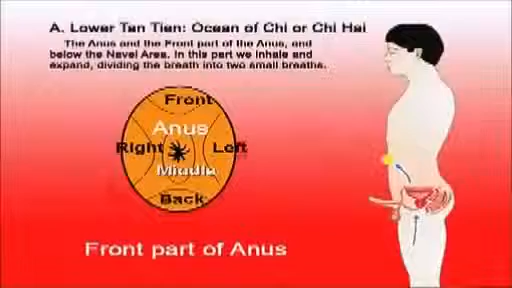 A. Lower Tan Tien: Ocean of Chi or Chi Hai
The Anus and the Front part of the Anus, and
below the Navel Area. In this part we inhale and
expand, dividing the breath into two small breaths.
Front
Anus
Right
Left
Middle
Back
Front part of Anus